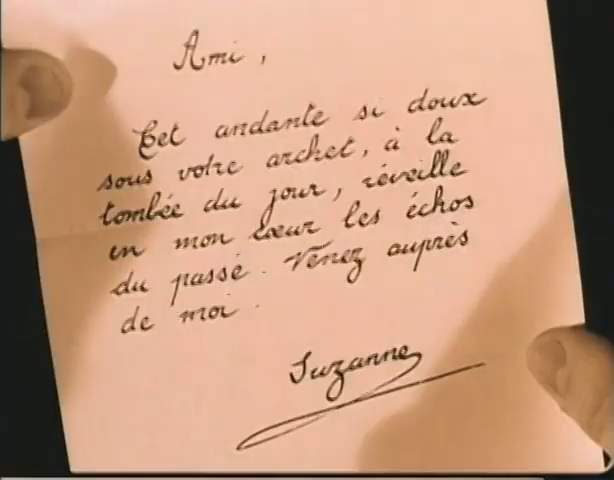 Ami,
Cet andante si doux
sous votre archet, à la
tombée du jour, réveille
en mon cœur les échos
du passé. Venez auprès
de moi.
Suzanne